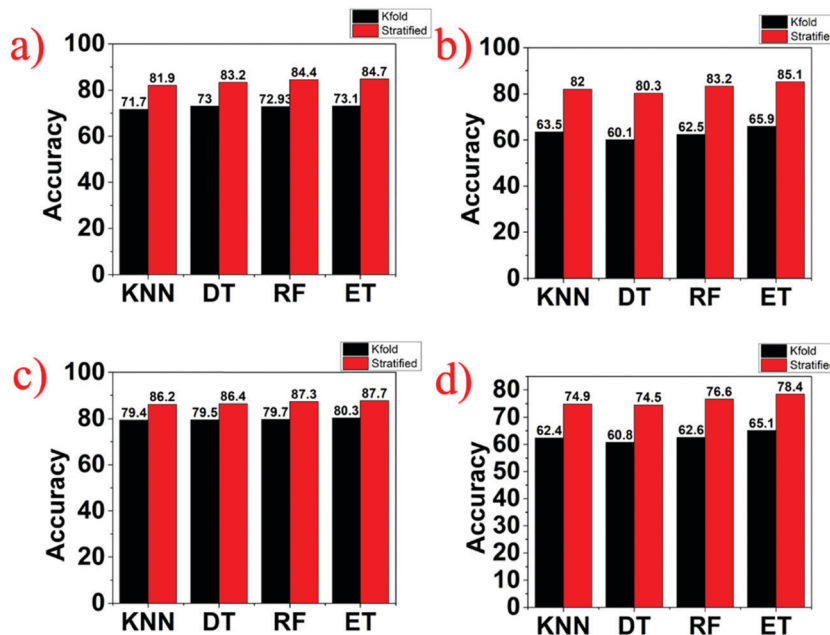 a)
Kfold
Stratified
Accuracy
100
80
60
40
20
0
71.7
81.9
73
83.2
72.93
84.4
73.1
84.7
KNN DT RF ET
b)
Kfold
Stratified
Accuracy
100
80
60
40
20
0
63.5
82
60.1
80.3
62.5
83.2
65.9
85.1
KNN DT RF ET
c)
Kfold
Stratified
Accuracy
100
80
60
40
20
0
79.4
86.2
79.5
86.4
79.7
87.3
80.3
87.7
KNN DT RF ET
d)
Kfold
Stratified
Accuracy
80
70
60
50
40
30
20
10
0
62.4
74.9
60.8
74.5
62.6
76.6
65.1
78.4
KNN DT RF ET